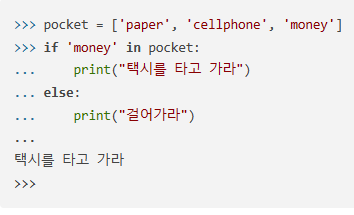 >>> pocket = ['paper', 'cellphone', 'money']
>>> if 'money' in pocket:
...     print("택시를 타고 가라")
... else:
...     print("걸어가라")
...
택시를 타고 가라
>>>